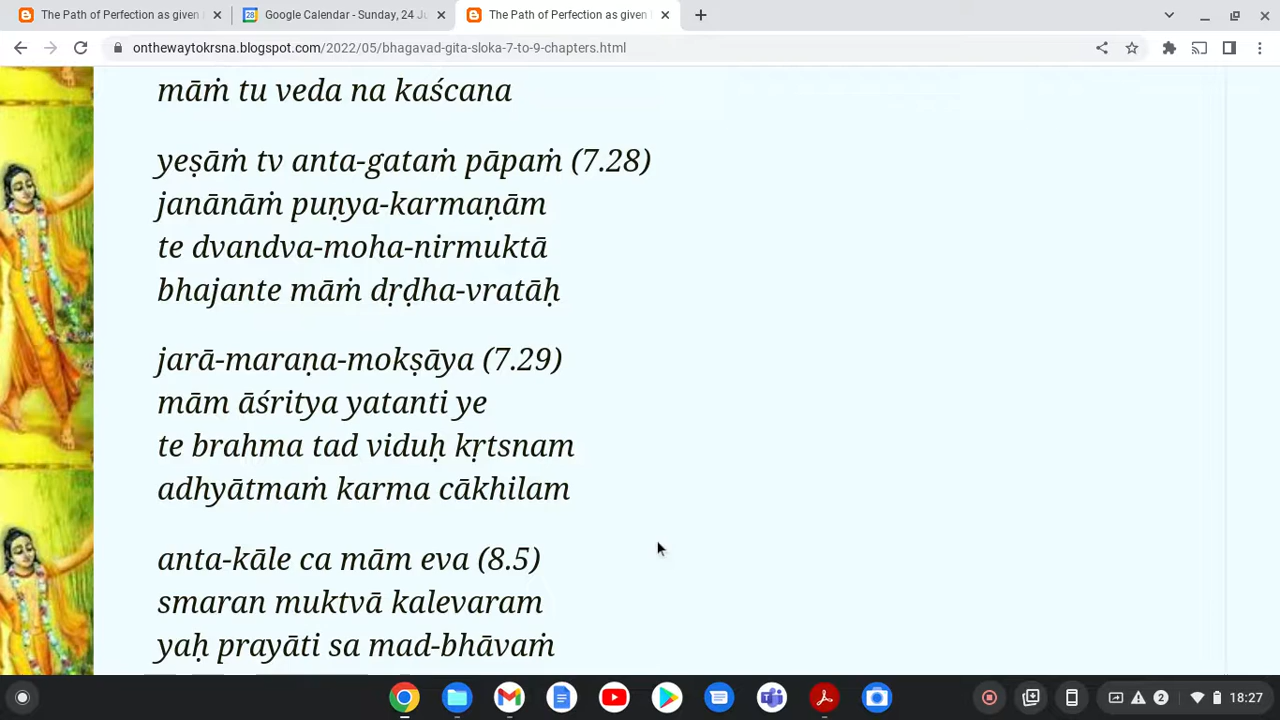 The Path of Perfection as given
Google Calendar - Sunday, 24 Ju
The Path of Perfection as given
onthewaytokrsna.blogspot.com/2022/05/bhagavad-gita-sloka-7-to-9-chapters.html
māṁ tu veda na kaścana
yeṣāṁ tv anta-gataṁ pāpaṁ (7.28)
janānāṁ puṇya-karmaṇām
te dvandva-moha-nirmuktā
bhajante māṁ dṛḍha-vratāḥ
jarā-maraṇa-mokṣāya (7.29)
mām āśritya yatanti ye
te brahma tad viduḥ kṛtsnam
adhyātmaṁ karma cākhilam
anta-kāle ca mām eva (8.5)
smaran muktvā kalevaram
yaḥ prayāti sa mad-bhāvaṁ
2
18:27